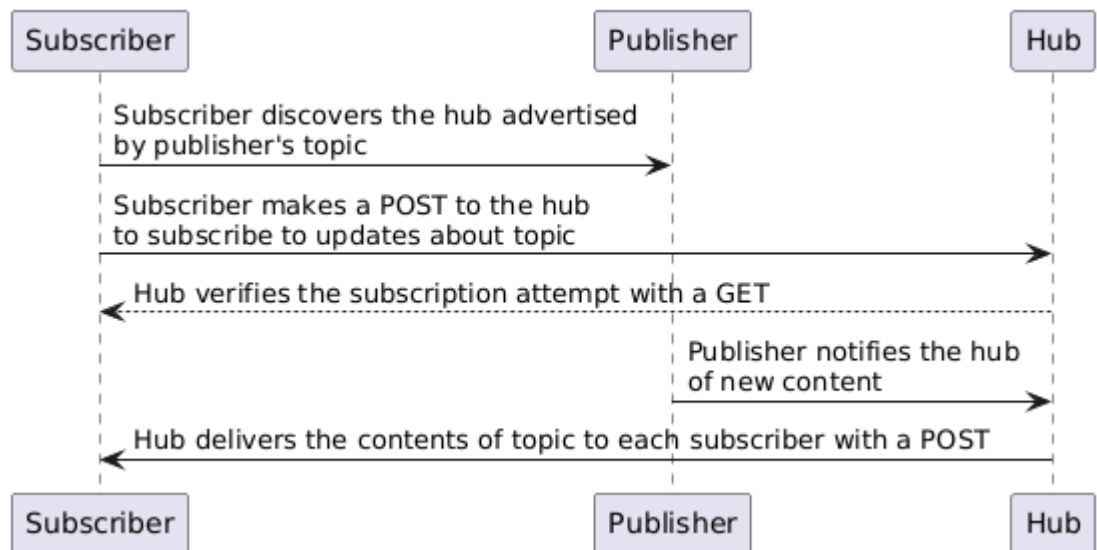 Subscriber
Publisher
Hub
Subscriber discovers the hub advertised
by publisher's topic
Subscriber makes a POST to the hub
to subscribe to updates about topic
Hub verifies the subscription attempt with a GET
Publisher notifies the hub
of new content
Hub delivers the contents of topic to each subscriber with a POST
Subscriber
Publisher
Hub